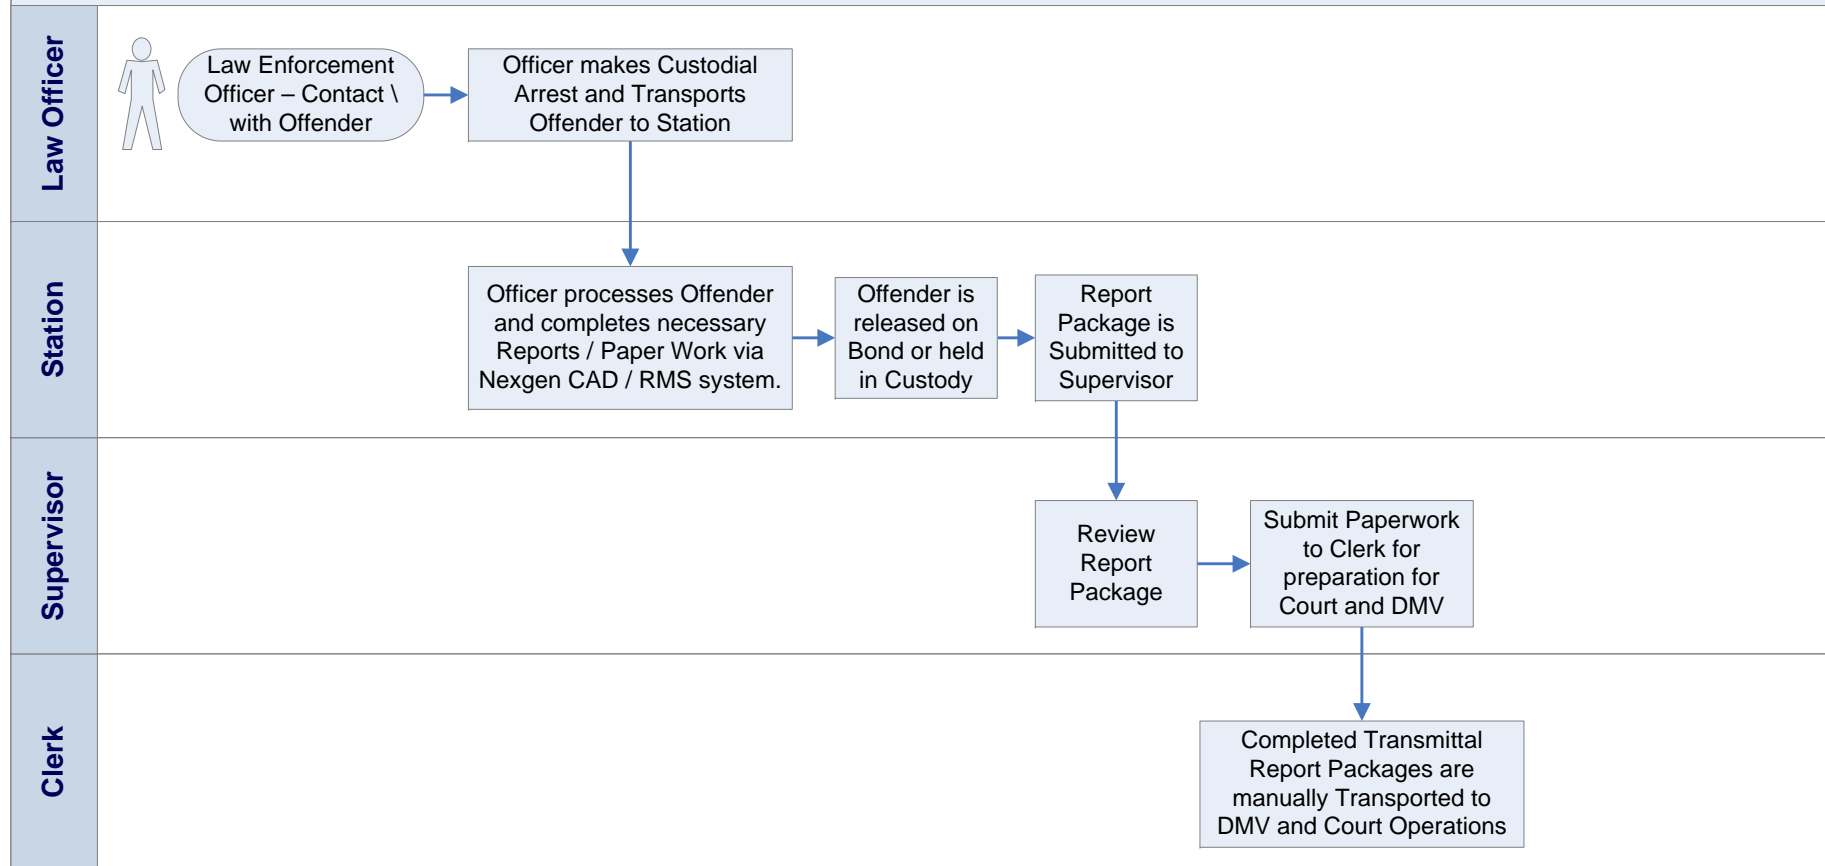 Law Officer
Law Enforcement
Officer – Contact \
with Offender
Officer makes Custodial
Arrest and Transports
Offender to Station
Station
Officer processes Offender
and completes necessary
Reports / Paper Work via
Nexgen CAD / RMS system.
Offender is
released on
Bond or held
in Custody
Report
Package is
Submitted to
Supervisor
Supervisor
Review
Report
Package
Submit Paperwork
to Clerk for
preparation for
Court and DMV
Clerk
Completed Transmittal
Report Packages are
manually Transported to
DMV and Court Operations